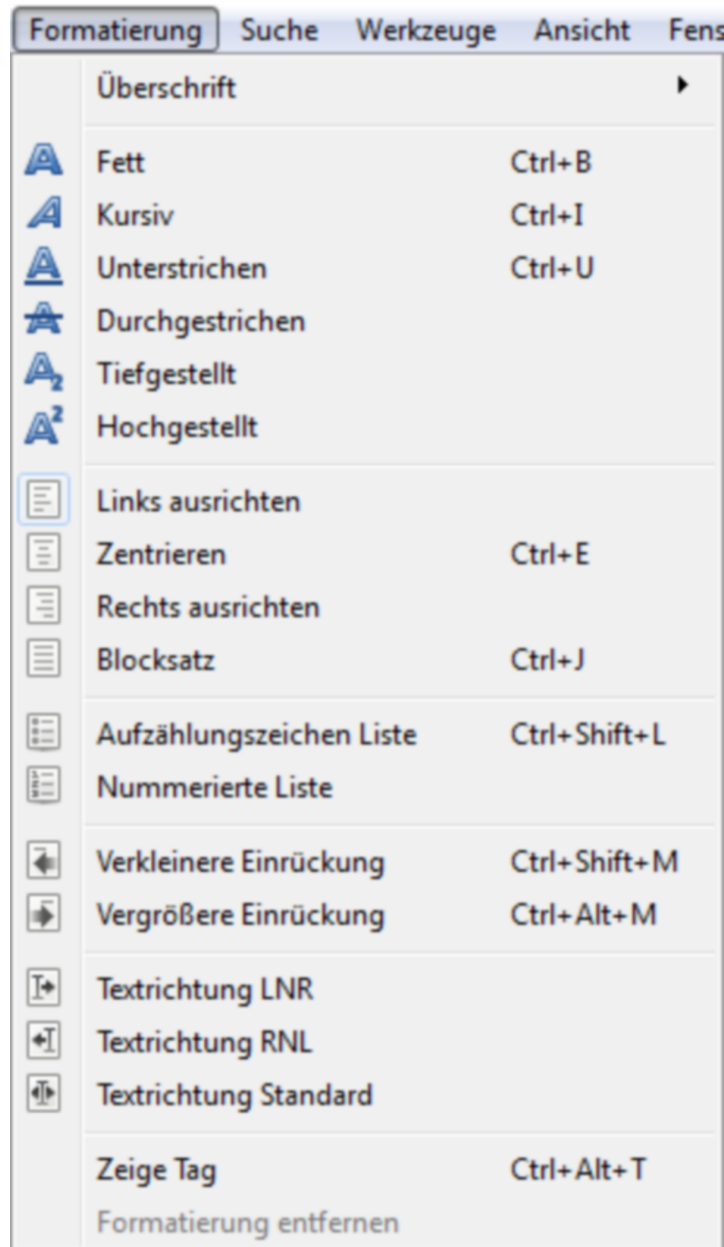 Formatierung Suche Werkzeuge Ansicht Fens
Überschrift
Fett Ctrl+B
Kursiv Ctrl+I
Unterstrichen Ctrl+U
Durchgestrichen
Tiefgestellt
Hochgestellt
Links ausrichten
Zentrieren Ctrl+E
Rechts ausrichten
Blocksatz Ctrl+J
Aufzählungszeichen Liste Ctrl+Shift+L
Nummerierte Liste
Verkleinere Einrückung Ctrl+Shift+M
Vergrößere Einrückung Ctrl+Alt+M
Textrichtung LNR
Textrichtung RNL
Textrichtung Standard
Zeige Tag Ctrl+Alt+T
Formatierung entfernen